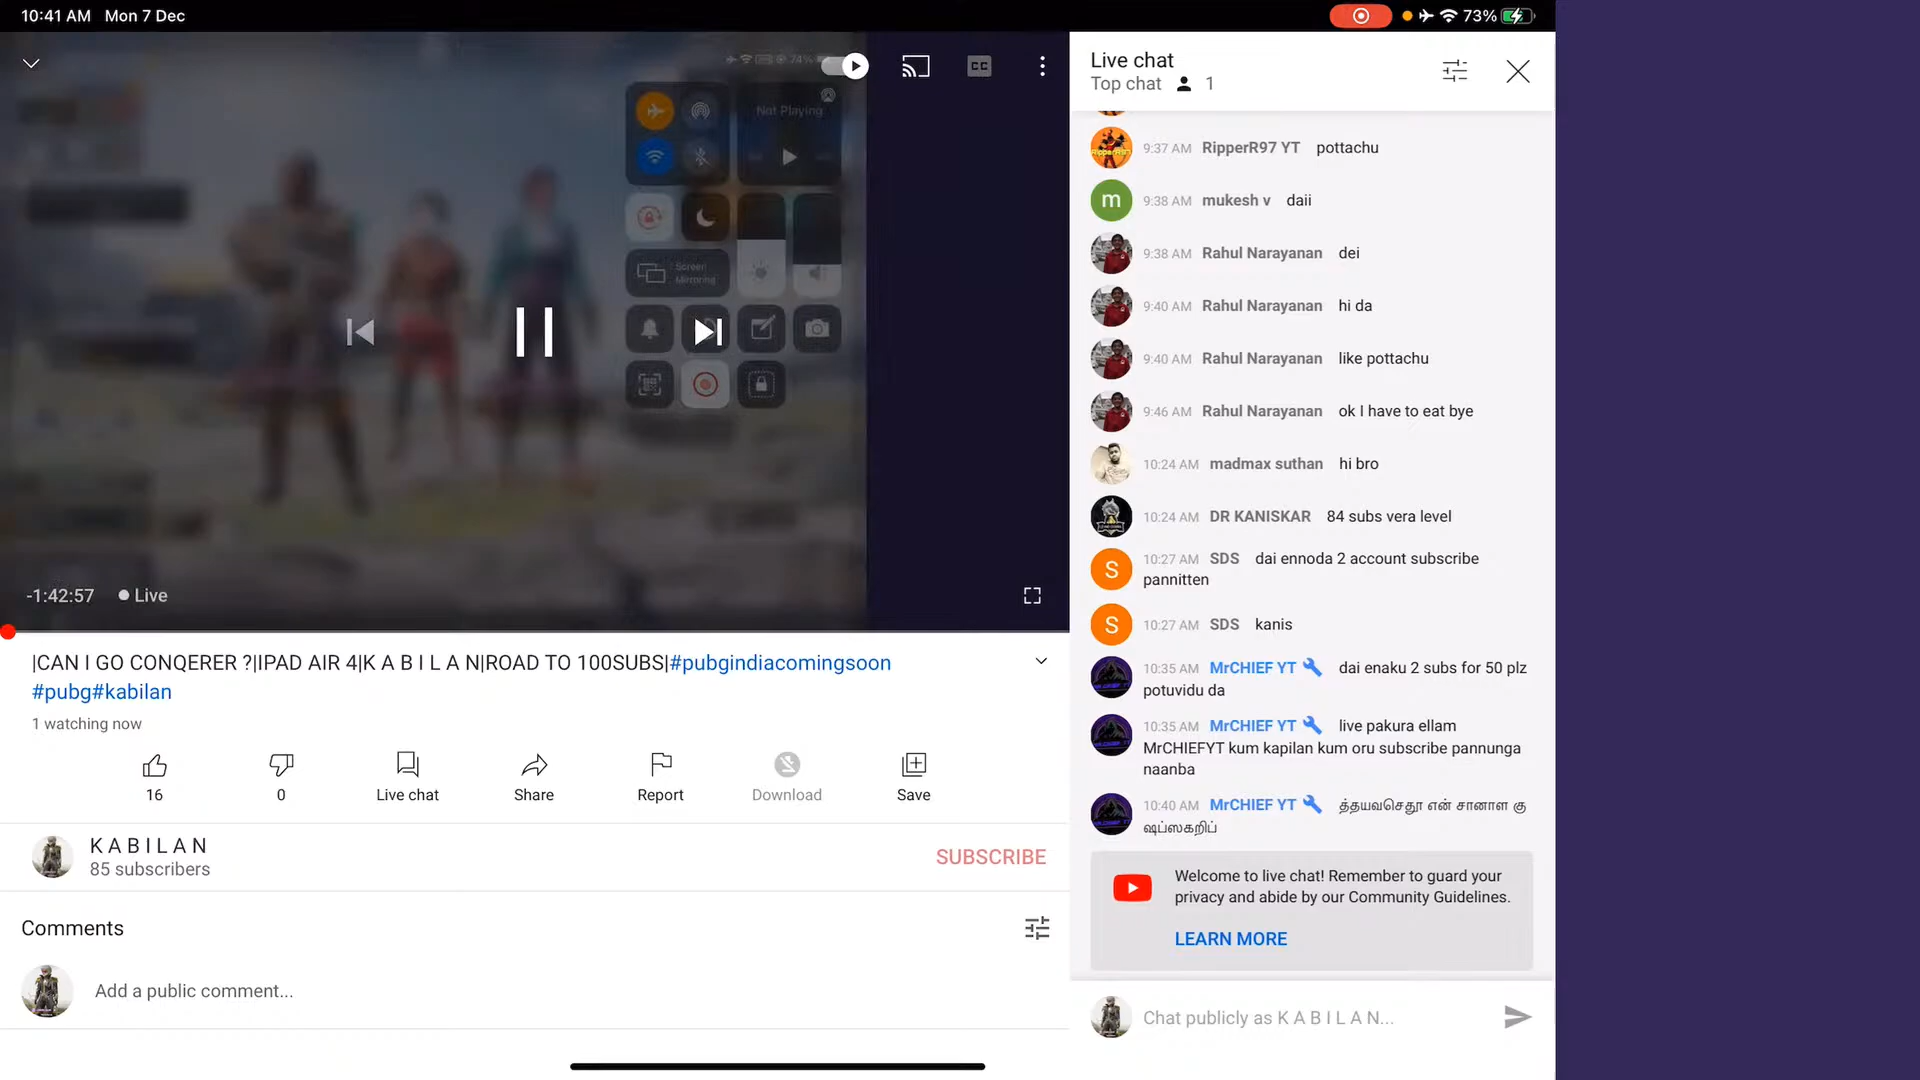 10:41 AM Mon 7 Dec
73%
74%
CC
Not Playing
Screen
Mirroring
-1:42:57 Live
|CAN I GO CONQERER ?|IPAD AIR 4|K A B I L A N|ROAD TO 100SUBS|#pubgindiacomingsoon
#pubg#kabilan
1 watching now
16
0
Live chat
Share
Report
Download
Save
K A B I L A N
85 subscribers
SUBSCRIBE
Comments
Add a public comment...
Live chat
Top chat 1
9:37 AM RipperR97 YT pottachu
m 9:38 AM mukesh v daii
9:38 AM Rahul Narayanan dei
9:40 AM Rahul Narayanan hi da
9:40 AM Rahul Narayanan like pottachu
9:46 AM Rahul Narayanan ok I have to eat bye
10:24 AM madmax suthan hi bro
10:24 AM DR KANISKAR 84 subs vera level
S 10:27 AM SDS dai ennoda 2 account subscribe
pannitten
S 10:27 AM SDS kanis
10:35 AM MrCHIEF YT dai enaku 2 subs for 50 plz
potuvidu da
10:35 AM MrCHIEF YT live pakura ellam
MrCHIEFYT kum kapilan kum oru subscribe pannunga
naanba
10:40 AM MrCHIEF YT த்தயவசெதூ என் சானாள கு
ஷப்ஸகறிப்
Welcome to live chat! Remember to guard your
privacy and abide by our Community Guidelines.
LEARN MORE
Chat publicly as K A B I L A N...